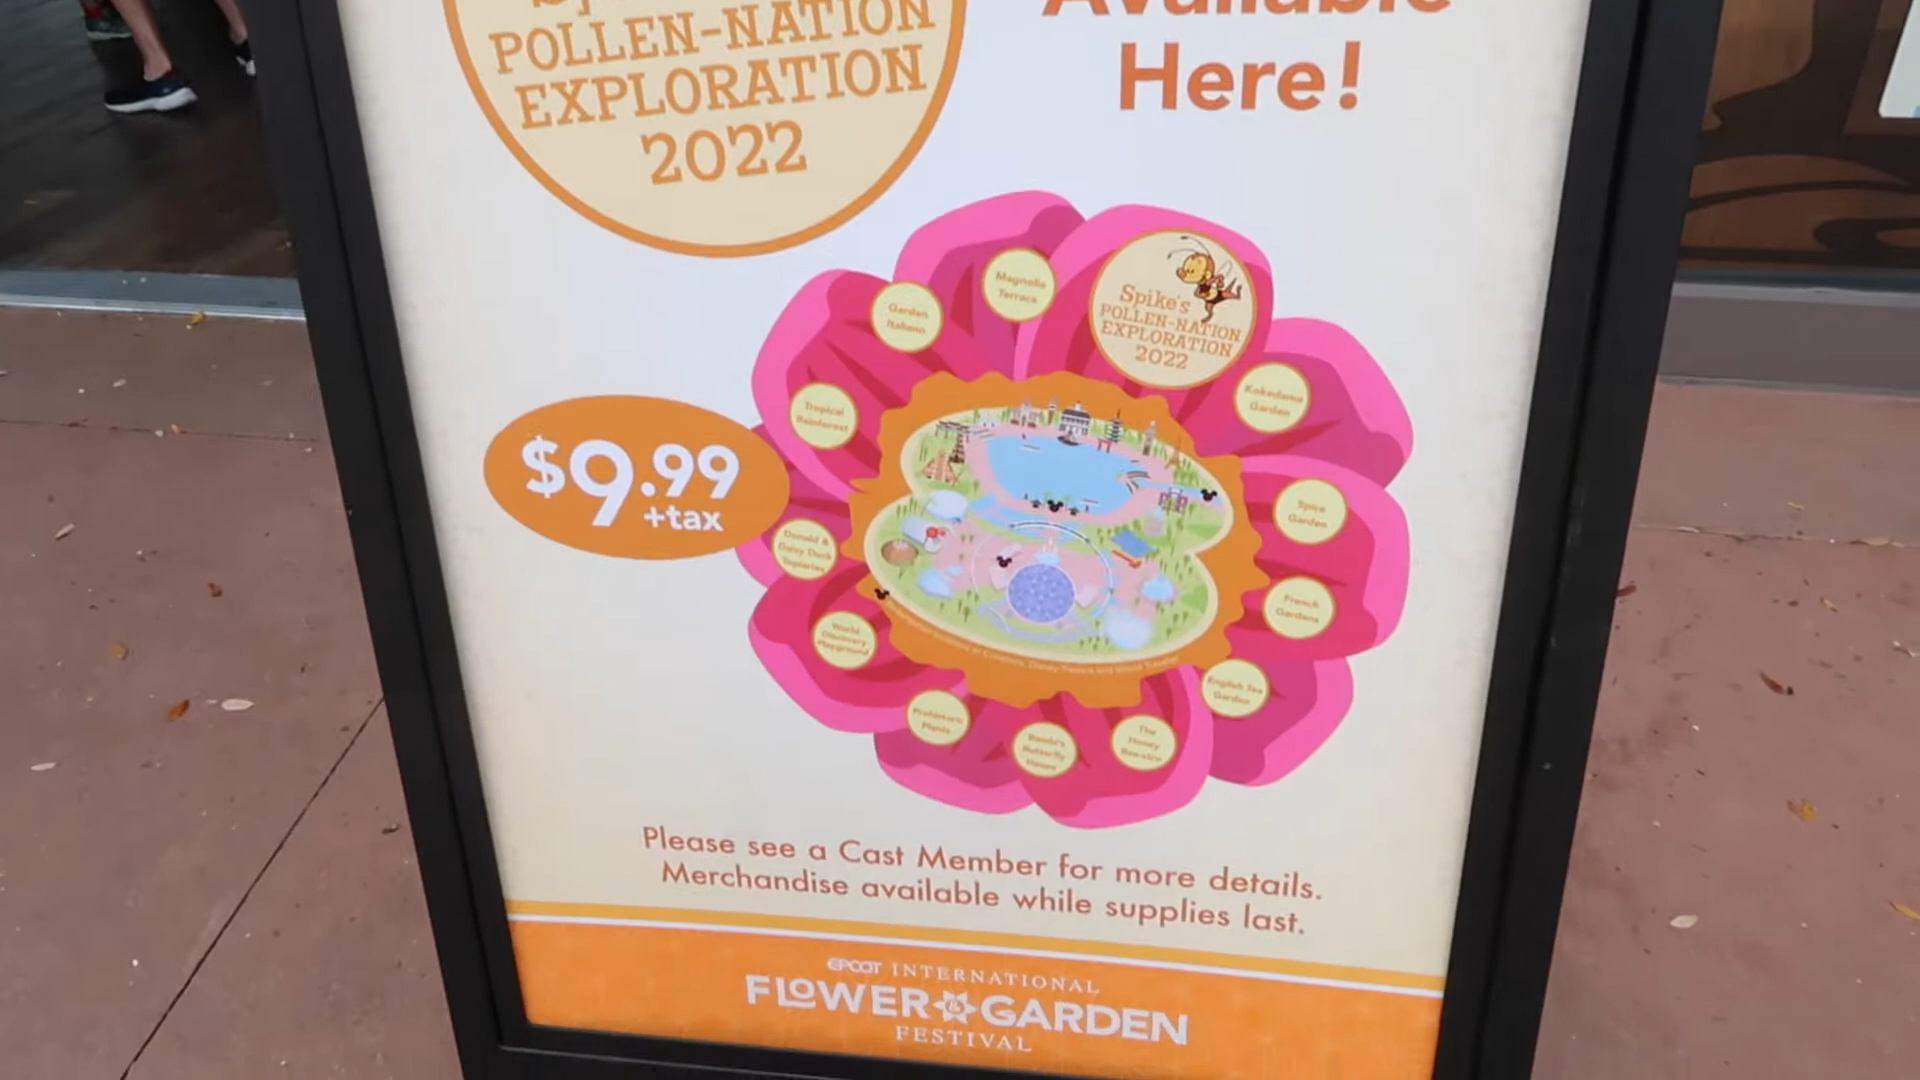 POLLEN-NATION
EXPLORATION
2022
Available
Here!
Magnolia
Terrace
Spike's
POLLEN-NATION
EXPLORATION
2022
Garden
Italiano
Kokedama
Garden
Tropical
Rainforest
$9.99
+tax
Spice
Garden
Donald &
Daisy Duck
Topiaries
French
Gardens
World
Discovery
Playground
English Tea
Garden
Prehistoric
Plants
Bambi's
Butterfly
House
The
Honey
Bee-stro
Please see a Cast Member for more details.
Merchandise available while supplies last.
EPCOT INTERNATIONAL
FLOWER & GARDEN
FESTIVAL